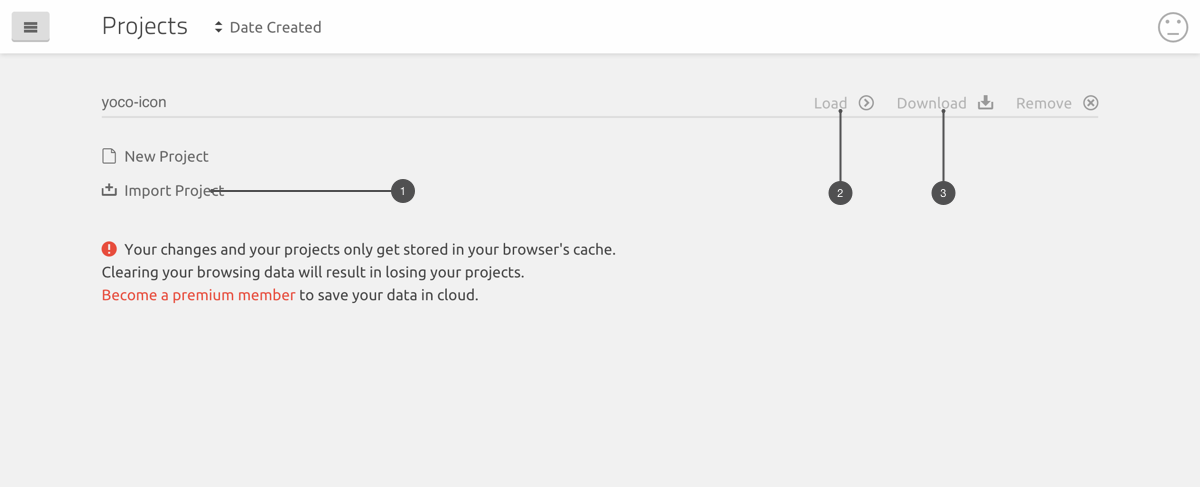 Projects
Date Created
yoco-icon
Load
Download
Remove
New Project
Import Project
1
2
3
Your changes and your projects only get stored in your browser's cache.
Clearing your browsing data will result in losing your projects.
Become a premium member to save your data in cloud.